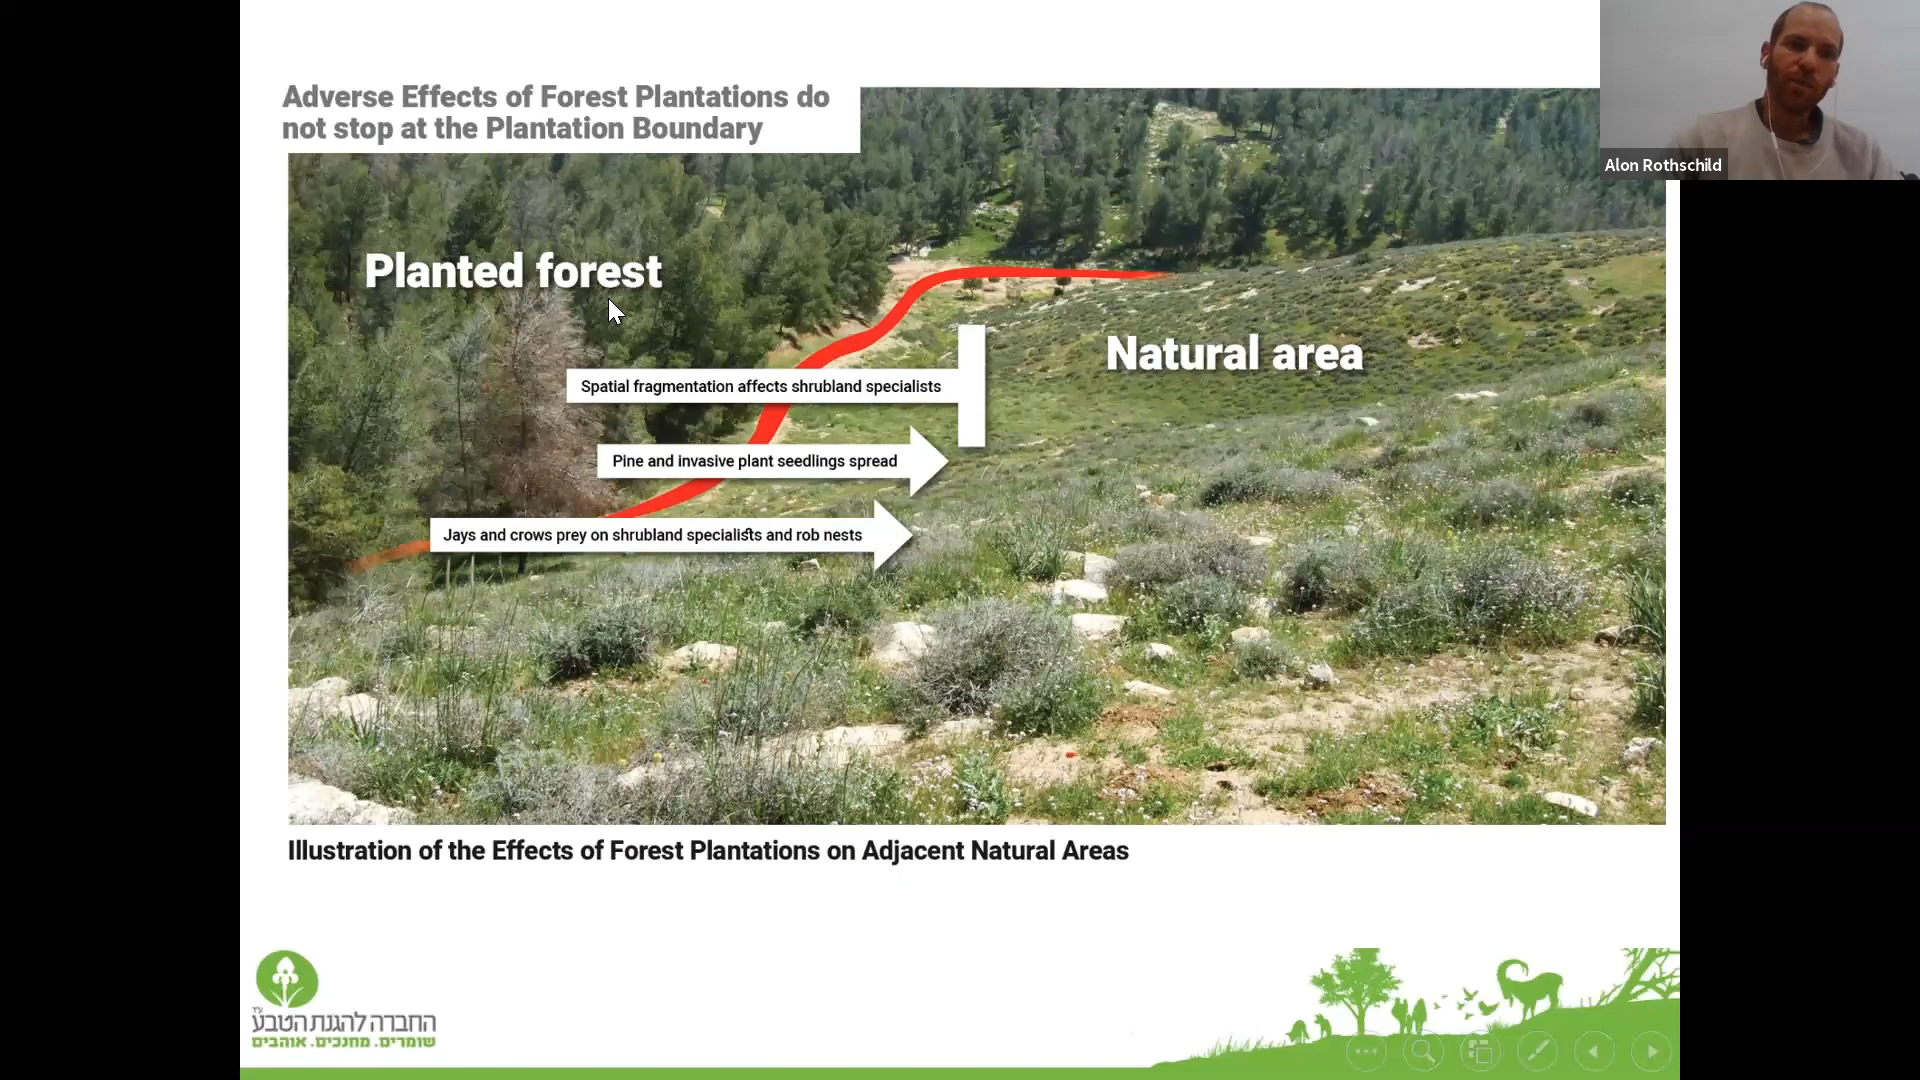 Adverse Effects of Forest Plantations do
not stop at the Plantation Boundary
Alon Rothschild
Planted forest
Natural area
Spatial fragmentation affects shrubland specialists
Pine and invasive plant seedlings spread
Jays and crows prey on shrubland specialists and rob nests
Illustration of the Effects of Forest Plantations on Adjacent Natural Areas
החברה להגנת הטבע ע״ר
שומרים. מחנכים. אוהבים